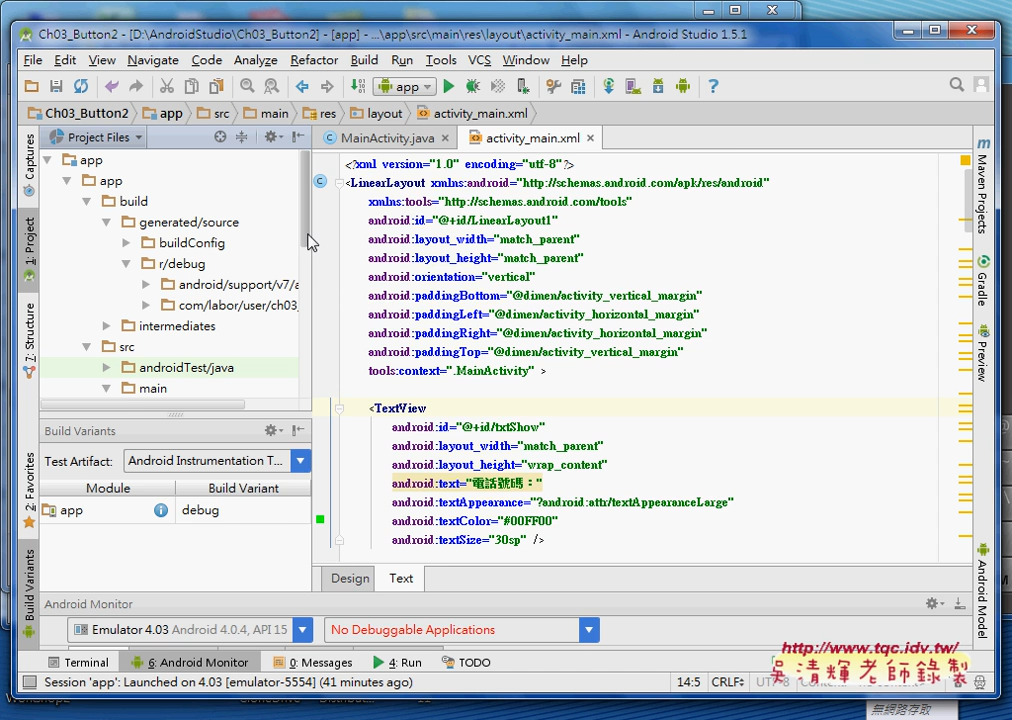 Ch03_Button2 - [D:\AndroidStudio\Ch03_Button2] - [app] - ...\app\src\main\res\layout\activity_main.xml - Android Studio 1.5.1
File Edit View Navigate Code Analyze Refactor Build Run Tools VCS Window Help
app
Ch03_Button2 app src main res layout activity_main.xml
Project Files
MainActivity.java
activity_main.xml
Captures
1: Project
7: Structure
2: Favorites
Build Variants
app
app
build
generated/source
buildConfig
r/debug
android/support/v7/a
com/labor/user/ch03_
intermediates
src
androidTest/java
main
<?xml version="1.0" encoding="utf-8"?>
<LinearLayout xmlns:android="http://schemas.android.com/apk/res/android"
xmlns:tools="http://schemas.android.com/tools"
android:id="@+id/LinearLayout1"
android:layout_width="match_parent"
android:layout_height="match_parent"
android:orientation="vertical"
android:paddingBottom="@dimen/activity_vertical_margin"
android:paddingLeft="@dimen/activity_horizontal_margin"
android:paddingRight="@dimen/activity_horizontal_margin"
android:paddingTop="@dimen/activity_vertical_margin"
tools:context=".MainActivity" >
<TextView
android:id="@+id/txtShow"
android:layout_width="match_parent"
android:layout_height="wrap_content"
android:text="電話號碼："
android:textAppearance="?android:attr/textAppearanceLarge"
android:textColor="#00FF00"
android:textSize="30sp" />
Maven Projects
Gradle
Preview
Android Model
Build Variants
Test Artifact: Android Instrumentation T...
Module Build Variant
app debug
Design Text
Android Monitor
Emulator 4.03 Android 4.0.4, API 15
No Debuggable Applications
Terminal 6: Android Monitor 0: Messages 4: Run TODO
Session 'app': Launched on 4.03 [emulator-5554] (41 minutes ago)
14:5 CRLF÷
http://www.tqc.idv.tw/
吳清輝老師錄製
無網路存取